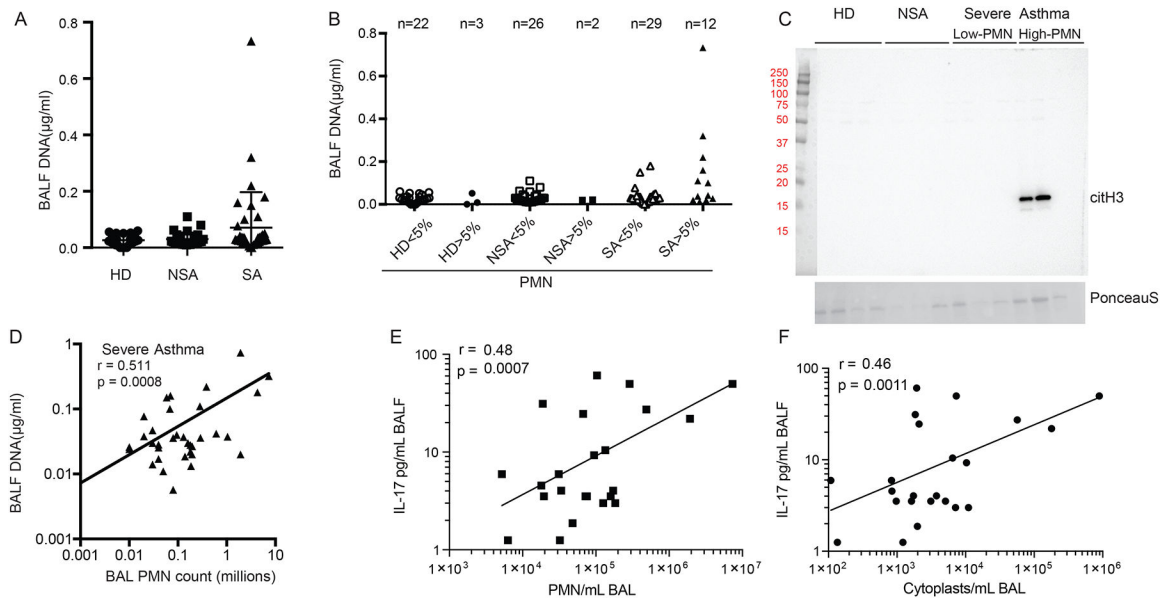 A
BALF DNA(µg/ml)
0.8
0.6
0.4
0.2
0.0
HD
NSA
SA
B
n=22
n=3
n=26
n=2
n=29
n=12
BALF DNA(µg/ml)
0.8
0.6
0.4
0.2
0.0
HD<5%
HD>5%
NSA<5%
NSA>5%
SA<5%
SA>5%
PMN
C
HD
NSA
Severe Asthma
Low-PMN High-PMN
250
150
100
75
50
37
25
20
15
15
citH3
PonceauS
D
Severe Asthma
r = 0.511
p = 0.0008
BALF DNA(µg/ml)
1
0.1
0.01
0.001
0.001
0.01
0.1
1
10
BAL PMN count (millions)
E
r = 0.48
p = 0.0007
IL-17 pg/mL BALF
100
10
1
1×10³
1×10⁴
1×10⁵
1×10⁶
1×10⁷
PMN/mL BAL
F
r = 0.46
p = 0.0011
IL-17 pg/mL BALF
100
10
1
1×10²
1×10³
1×10⁴
1×10⁵
1×10⁶
Cytoplasts/mL BAL